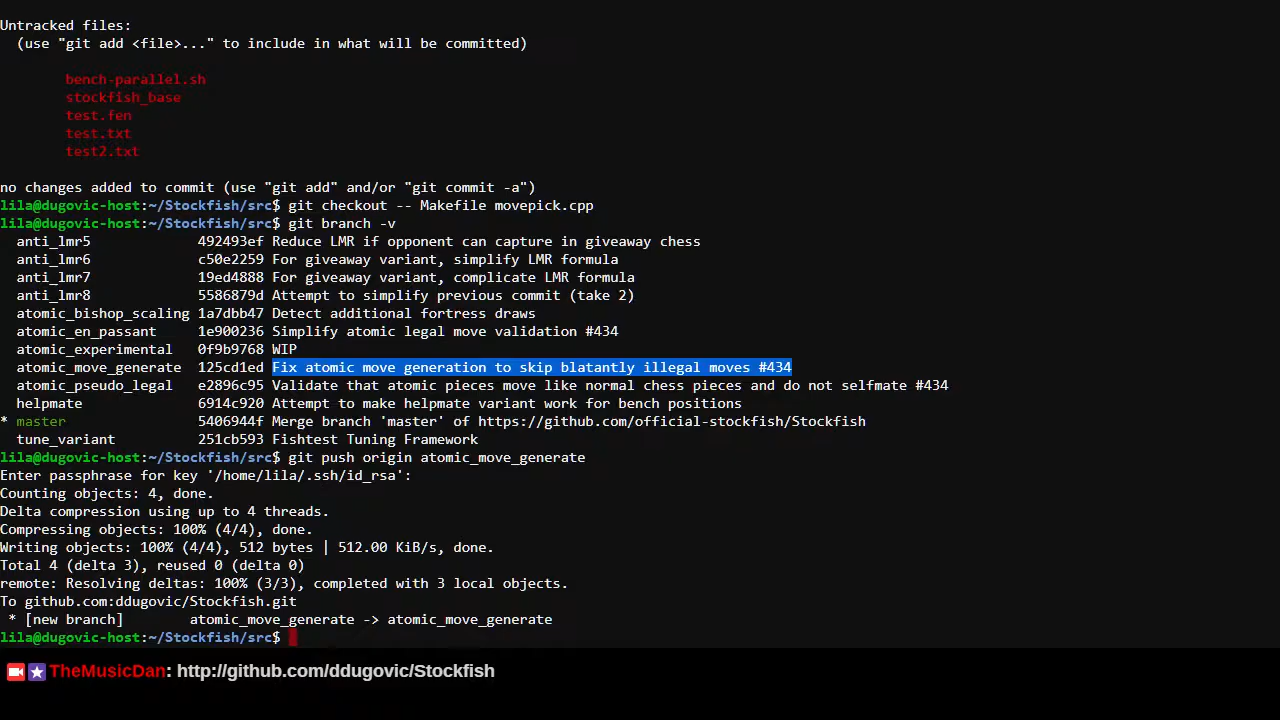 Untracked files:
(use "git add <file>..." to include in what will be committed)
bench-parallel.sh
stockfish_base
test.fen
test.txt
test2.txt
no changes added to commit (use "git add" and/or "git commit -a")
lila@dugovic-host:~/Stockfish/src$ git checkout -- Makefile movepick.cpp
lila@dugovic-host:~/Stockfish/src$ git branch -v
anti_lmr5 492493ef Reduce LMR if opponent can capture in giveaway chess
anti_lmr6 c50e2259 For giveaway variant, simplify LMR formula
anti_lmr7 19ed4888 For giveaway variant, complicate LMR formula
anti_lmr8 5586879d Attempt to simplify previous commit (take 2)
atomic_bishop_scaling 1a7dbb47 Detect additional fortress draws
atomic_en_passant 1e900236 Simplify atomic legal move validation #434
atomic_experimental 0f9b9768 WIP
atomic_move_generate 125cd1ed Fix atomic move generation to skip blatantly illegal moves #434
atomic_pseudo_legal e2896c95 Validate that atomic pieces move like normal chess pieces and do not selfmate #434
helpmate 6914c920 Attempt to make helpmate variant work for bench positions
* master 5406944f Merge branch 'master' of https://github.com/official-stockfish/Stockfish
tune_variant 251cb593 Fishtest Tuning Framework
lila@dugovic-host:~/Stockfish/src$ git push origin atomic_move_generate
Enter passphrase for key '/home/lila/.ssh/id_rsa':
Counting objects: 4, done.
Delta compression using up to 4 threads.
Compressing objects: 100% (4/4), done.
Writing objects: 100% (4/4), 512 bytes | 512.00 KiB/s, done.
Total 4 (delta 3), reused 0 (delta 0)
remote: Resolving deltas: 100% (3/3), completed with 3 local objects.
To github.com:ddugovic/Stockfish.git
* [new branch] atomic_move_generate -> atomic_move_generate
lila@dugovic-host:~/Stockfish/src$
TheMusicDan: http://github.com/ddugovic/Stockfish